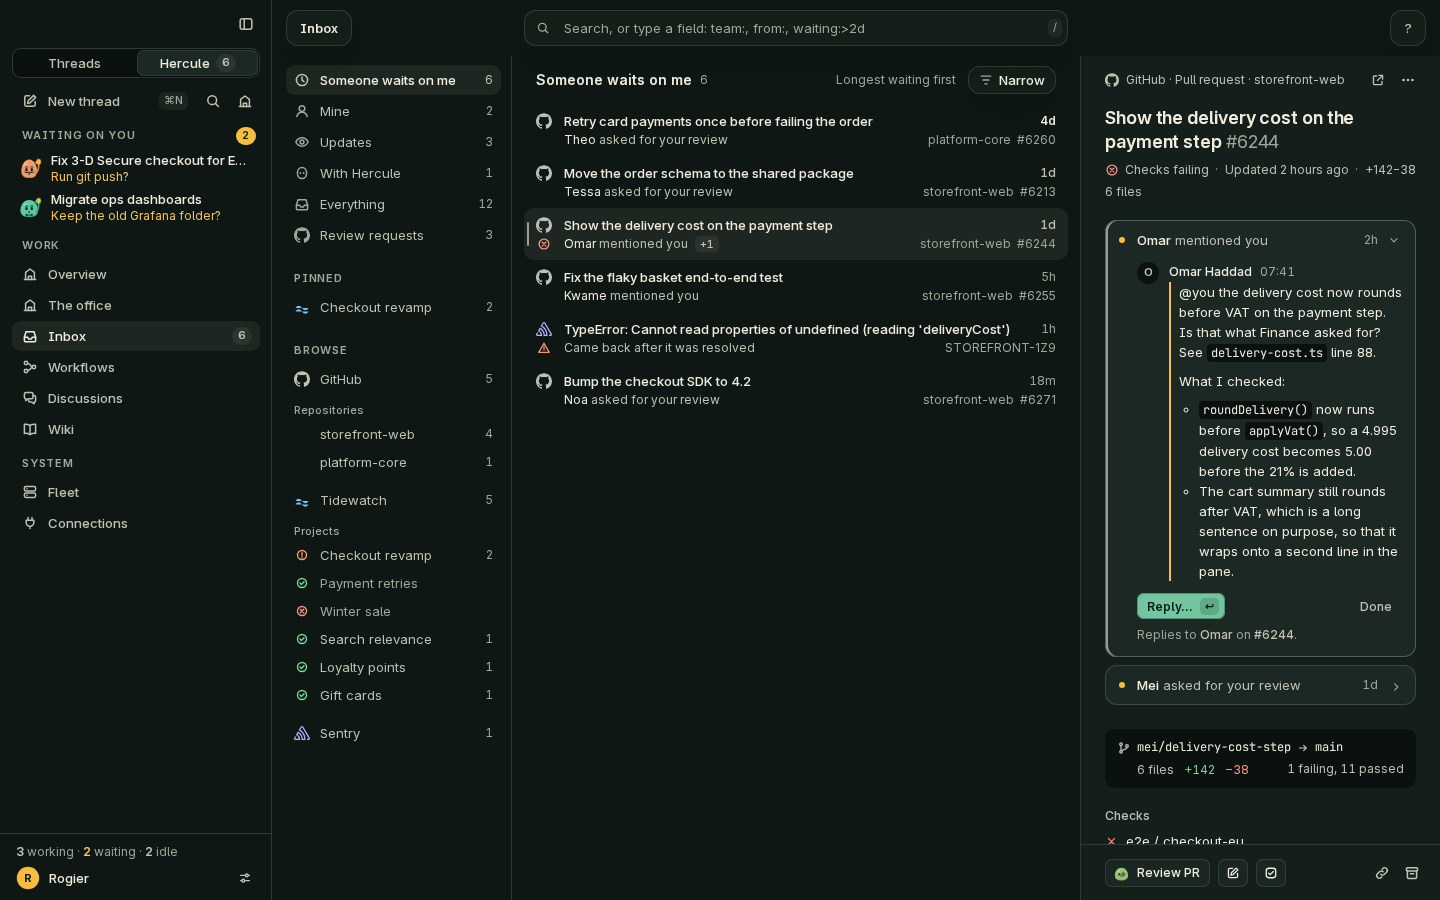 Threads
Hercule 6
New thread ⌘N
WAITING ON YOU 2
Fix 3-D Secure checkout for E…
Run git push?
Migrate ops dashboards
Keep the old Grafana folder?
WORK
Overview
The office
Inbox 6
Workflows
Discussions
Wiki
SYSTEM
Fleet
Connections
3 working · 2 waiting · 2 idle
R Rogier
Inbox
Someone waits on me 6
Mine 2
Updates 3
With Hercule 1
Everything 12
Review requests 3
PINNED
Checkout revamp 2
BROWSE
GitHub 5
Repositories
storefront-web 4
platform-core 1
Tidewatch 5
Projects
Checkout revamp 2
Payment retries
Winter sale
Search relevance 1
Loyalty points 1
Gift cards 1
Sentry 1
Search, or type a field: team:, from:, waiting:>2d /
?
Someone waits on me 6 Longest waiting first Narrow
Retry card payments once before failing the order 4d
Theo asked for your review platform-core #6260
Move the order schema to the shared package 1d
Tessa asked for your review storefront-web #6213
Show the delivery cost on the payment step 1d
Omar mentioned you +1 storefront-web #6244
Fix the flaky basket end-to-end test 5h
Kwame mentioned you storefront-web #6255
TypeError: Cannot read properties of undefined (reading 'deliveryCost') 1h
Came back after it was resolved STOREFRONT-1Z9
Bump the checkout SDK to 4.2 18m
Noa asked for your review storefront-web #6271
GitHub · Pull request · storefront-web
Show the delivery cost on the
payment step #6244
Checks failing · Updated 2 hours ago · +142−38
6 files
Omar mentioned you 2h
O Omar Haddad 07:41
@you the delivery cost now rounds
before VAT on the payment step.
Is that what Finance asked for?
See delivery-cost.ts line 88.
What I checked:
roundDelivery() now runs
before applyVat(), so a 4.995
delivery cost becomes 5.00
before the 21% is added.
The cart summary still rounds
after VAT, which is a long
sentence on purpose, so that it
wraps onto a second line in the
pane.
Reply… Done
Replies to Omar on #6244.
Mei asked for your review 1d
mei/delivery-cost-step → main
6 files +142 −38 1 failing, 11 passed
Checks
e2e / checkout-eu
Review PR